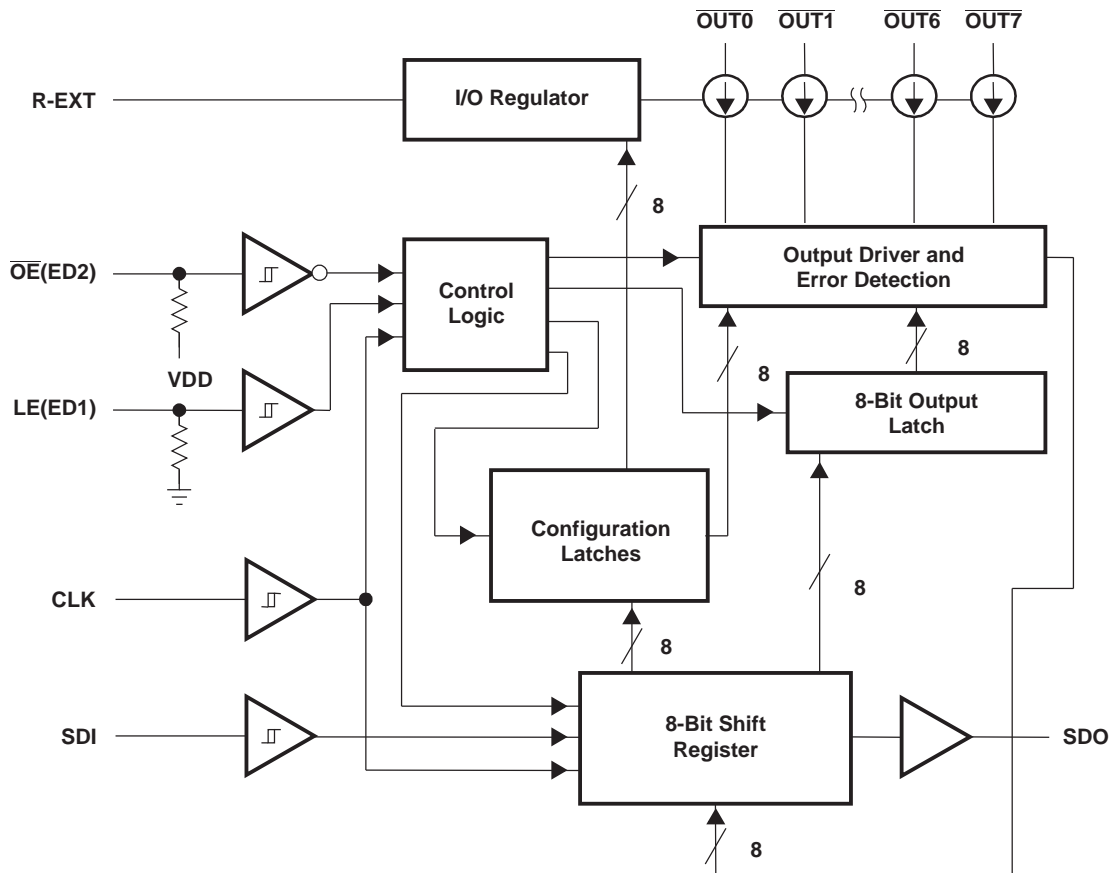 OUT0 OUT1 OUT6 OUT7
R-EXT
I/O Regulator
8
OE(ED2)
VDD
LE(ED1)
Control
Logic
Output Driver and
Error Detection
8
8
8-Bit Output
Latch
Configuration
Latches
8
8
CLK
SDI
8-Bit Shift
Register
SDO
8